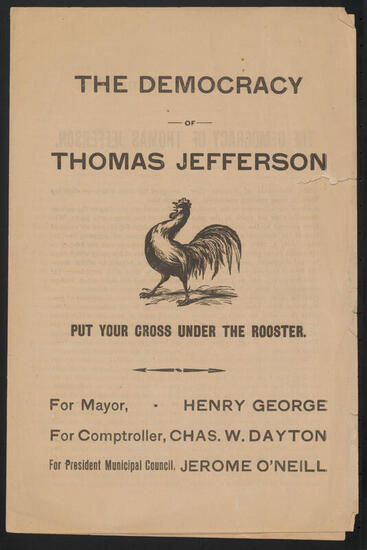 THE DEMOCRACY
— OF —
THOMAS JEFFERSON
PUT YOUR CROSS UNDER THE ROOSTER.
For Mayor, - HENRY GEORGE
For Comptroller, CHAS. W. DAYTON
For President Municipal Council, JEROME O'NEILL